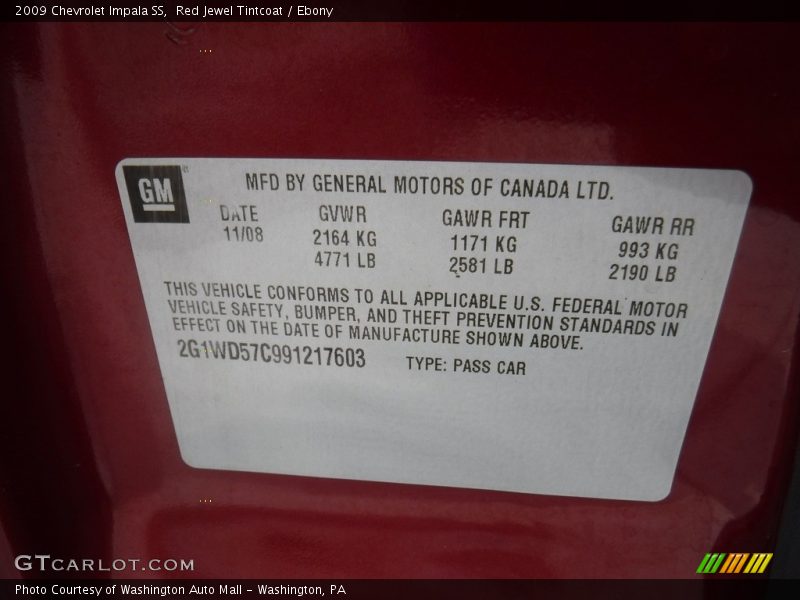 2009 Chevrolet Impala SS,  Red Jewel Tintcoat / Ebony
GM
MFD BY GENERAL MOTORS OF CANADA LTD.
DATE GVWR GAWR FRT GAWR RR
11/08 2164 KG 1171 KG 993 KG
4771 LB 2581 LB 2190 LB
THIS VEHICLE CONFORMS TO ALL APPLICABLE U.S. FEDERAL MOTOR
VEHICLE SAFETY, BUMPER, AND THEFT PREVENTION STANDARDS IN
EFFECT ON THE DATE OF MANUFACTURE SHOWN ABOVE.
2G1WD57C991217603 TYPE: PASS CAR
GTCARLOT.COM
Photo Courtesy of Washington Auto Mall - Washington, PA